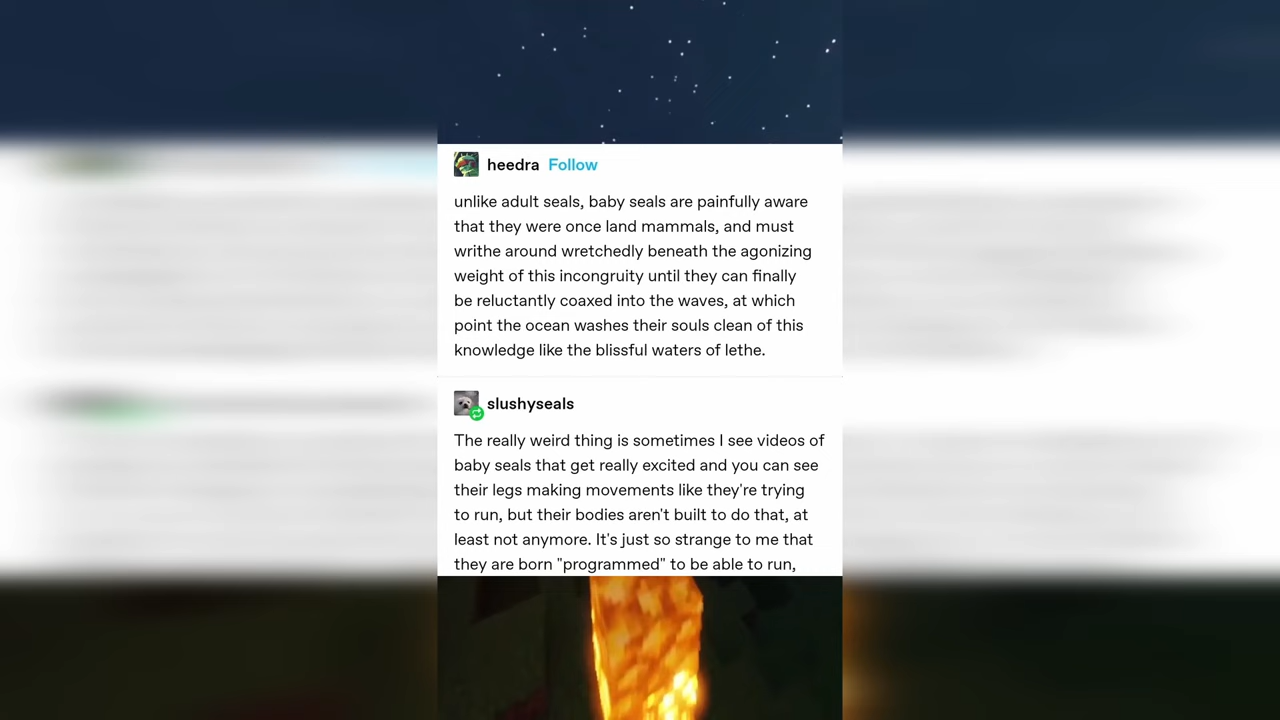 heedra Follow
unlike adult seals, baby seals are painfully aware
that they were once land mammals, and must
writhe around wretchedly beneath the agonizing
weight of this incongruity until they can finally
be reluctantly coaxed into the waves, at which
point the ocean washes their souls clean of this
knowledge like the blissful waters of lethe.
slushyseals
The really weird thing is sometimes I see videos of
baby seals that get really excited and you can see
their legs making movements like they're trying
to run, but their bodies aren't built to do that, at
least not anymore. It's just so strange to me that
they are born "programmed" to be able to run,